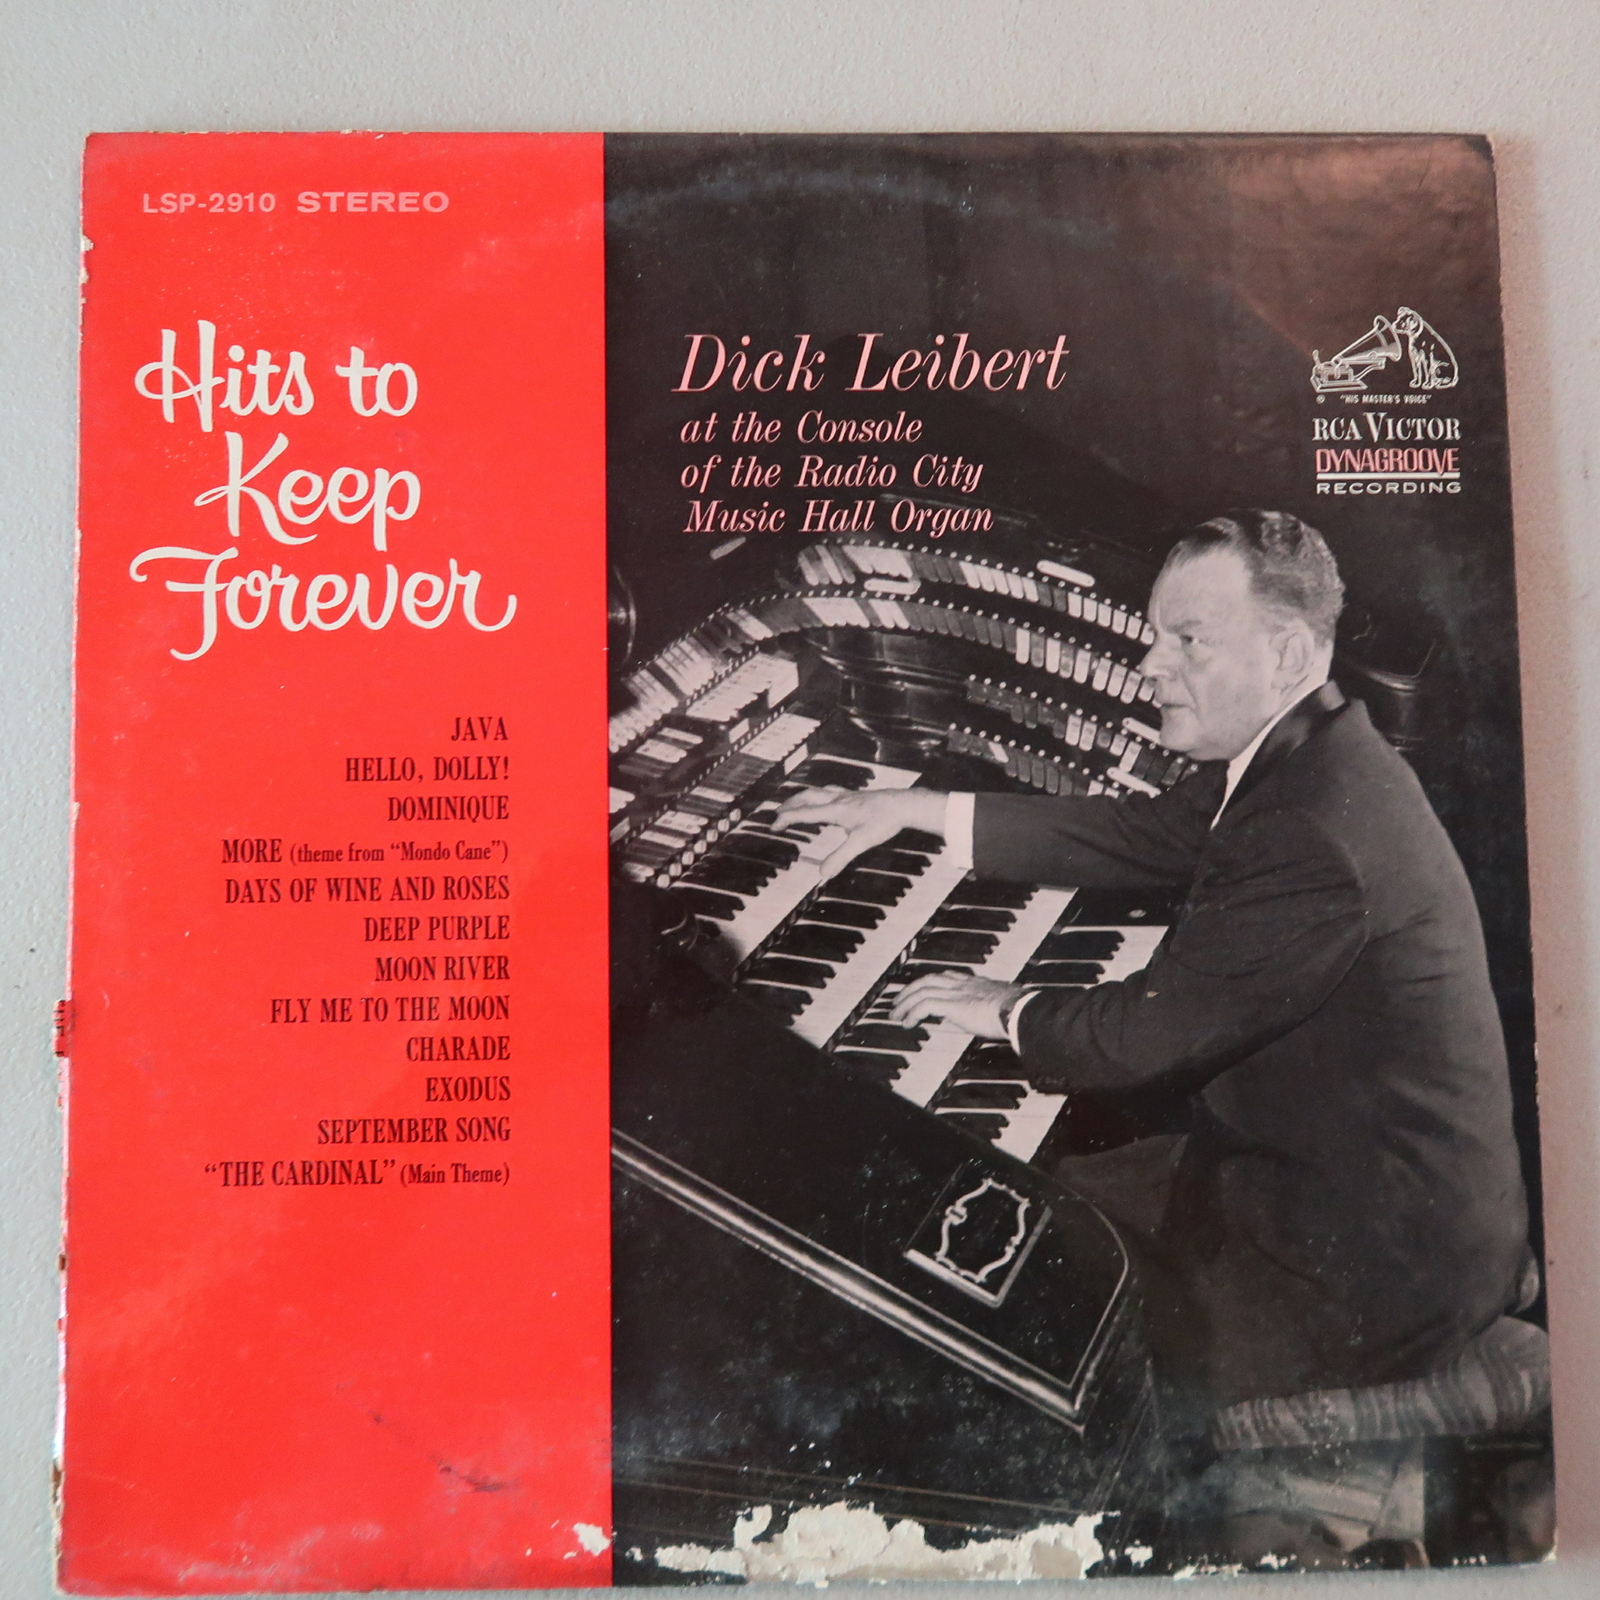 LSP-2910 STEREO
Hits to
Keep
Forever
JAVA
HELLO, DOLLY!
DOMINIQUE
MORE (theme from “Mondo Cane”)
DAYS OF WINE AND ROSES
DEEP PURPLE
MOON RIVER
FLY ME TO THE MOON
CHARADE
EXODUS
SEPTEMBER SONG
“THE CARDINAL” (Main Theme)
Dick Leibert
at the Console
of the Radio City
Music Hall Organ
® “HIS MASTER'S VOICE”
RCA VICTOR
DYNAGROOVE
RECORDING